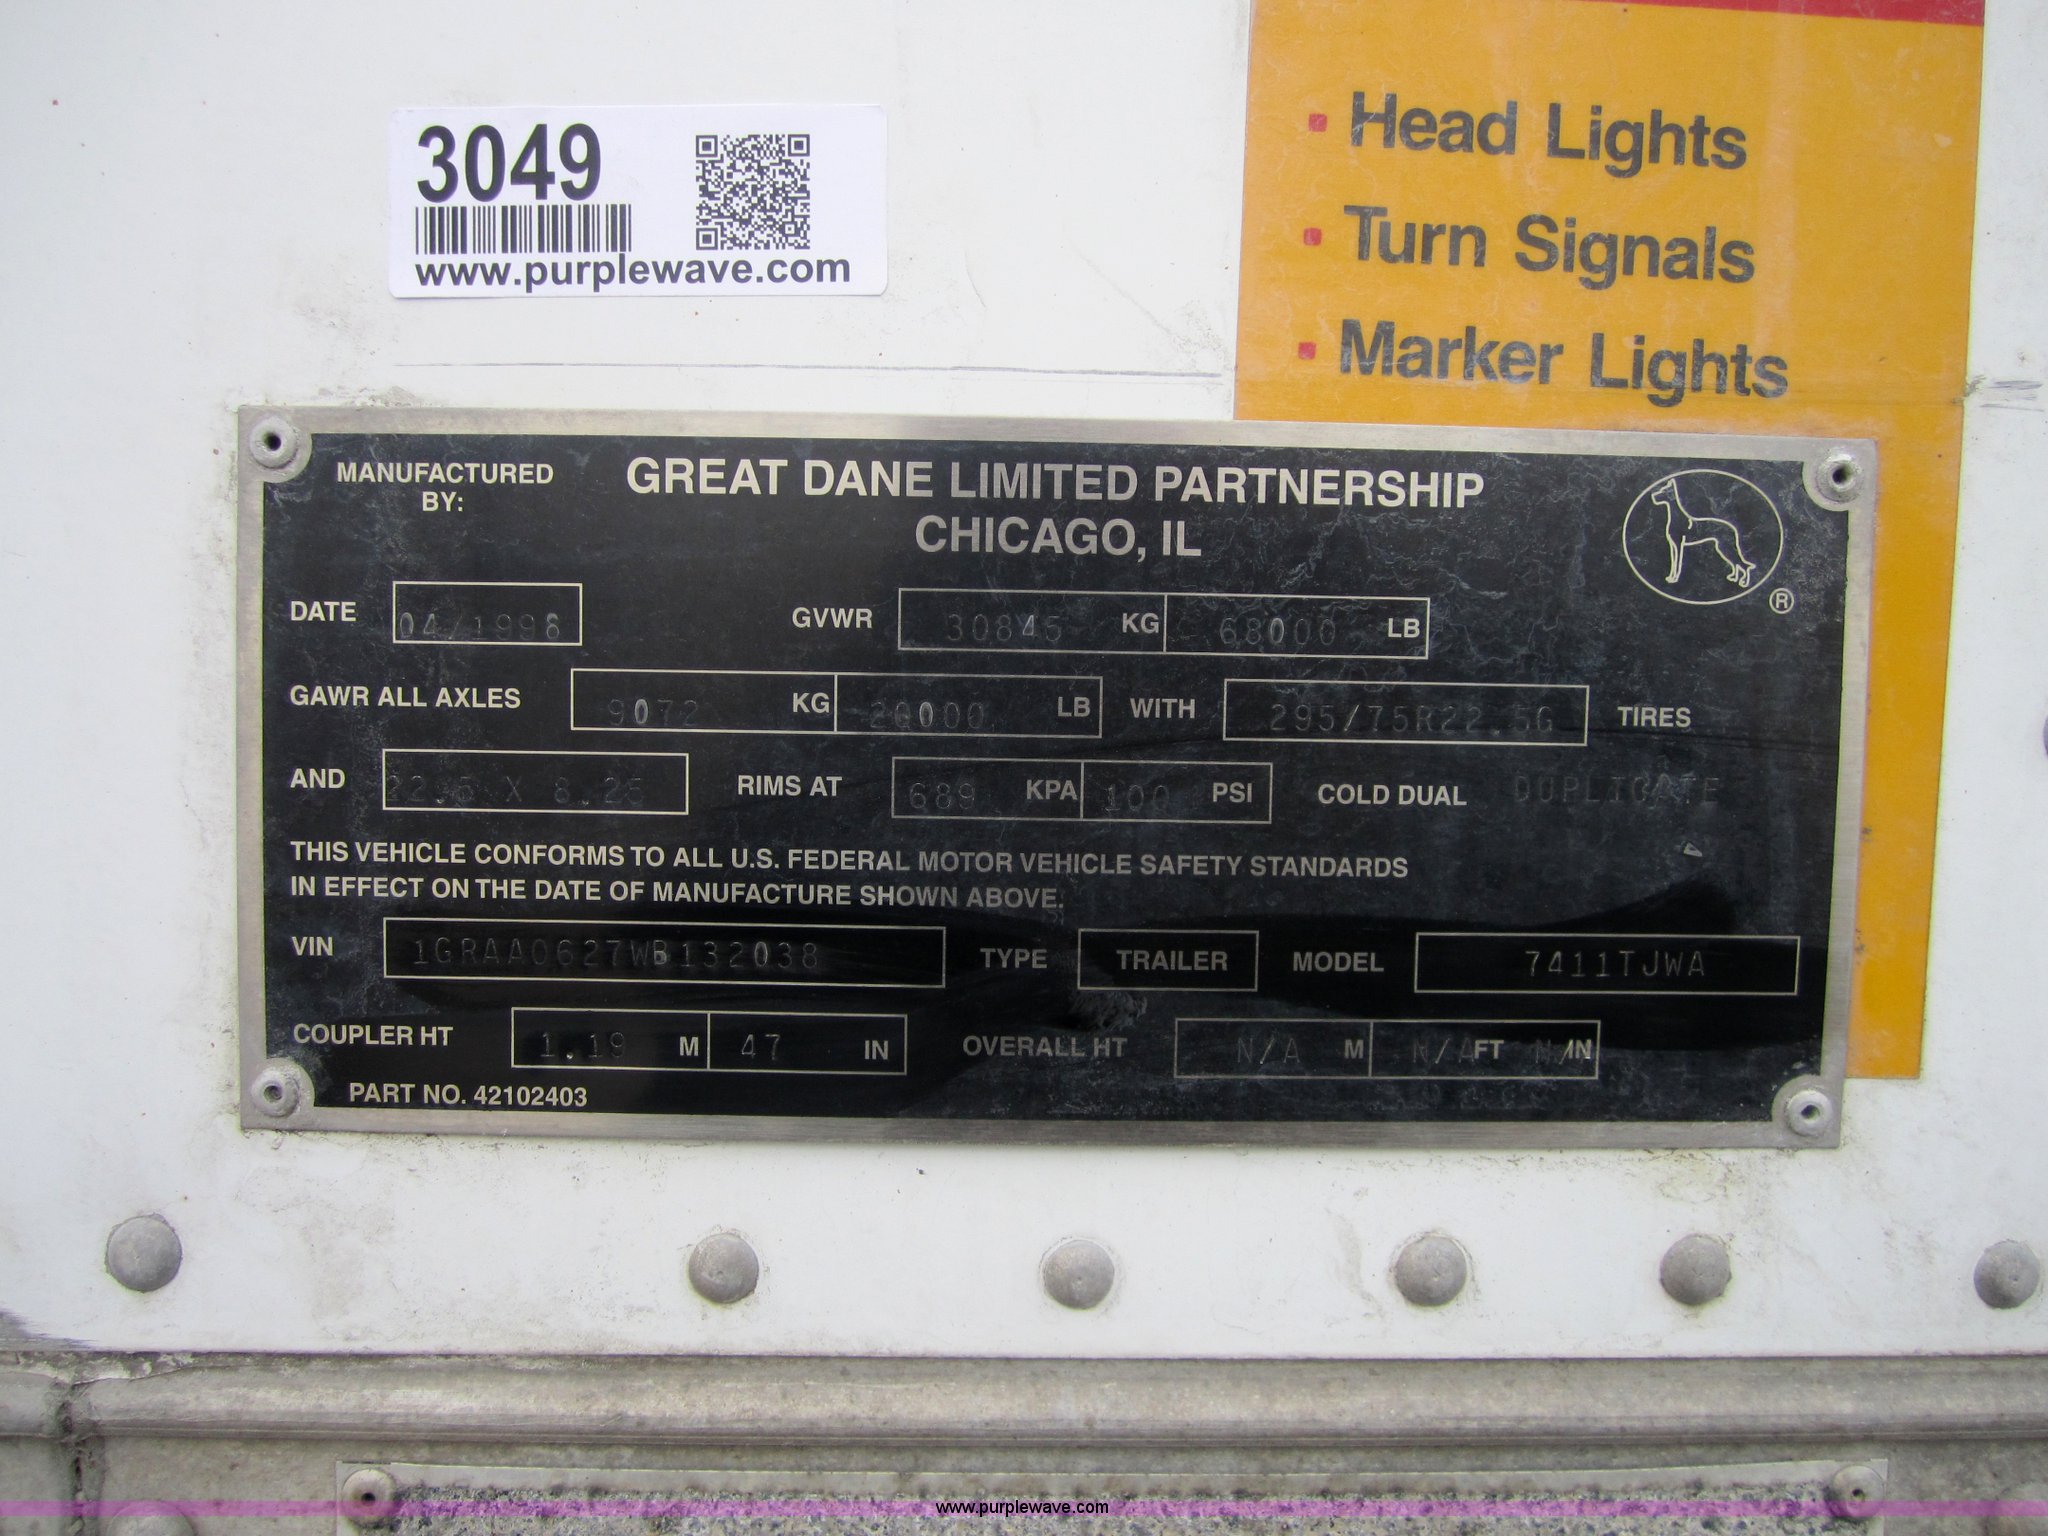 3049
www.purplewave.com
• Head Lights
• Turn Signals
• Marker Lights
MANUFACTURED BY: GREAT DANE LIMITED PARTNERSHIP
CHICAGO, IL
®
DATE 04/1998 GVWR 30845 KG 68000 LB
GAWR ALL AXLES 9072 KG 20000 LB WITH 295/75R22.5G TIRES
AND 22.5 X 8.25 RIMS AT 689 KPA 100 PSI COLD DUAL DUPLICATE
THIS VEHICLE CONFORMS TO ALL U.S. FEDERAL MOTOR VEHICLE SAFETY STANDARDS
IN EFFECT ON THE DATE OF MANUFACTURE SHOWN ABOVE.
VIN 1GRAA0627WB132038 TYPE TRAILER MODEL 7411TJWA
COUPLER HT 1.19 M 47 IN OVERALL HT N/A M N/A FT N/ IN
PART NO. 42102403
www.purplewave.com